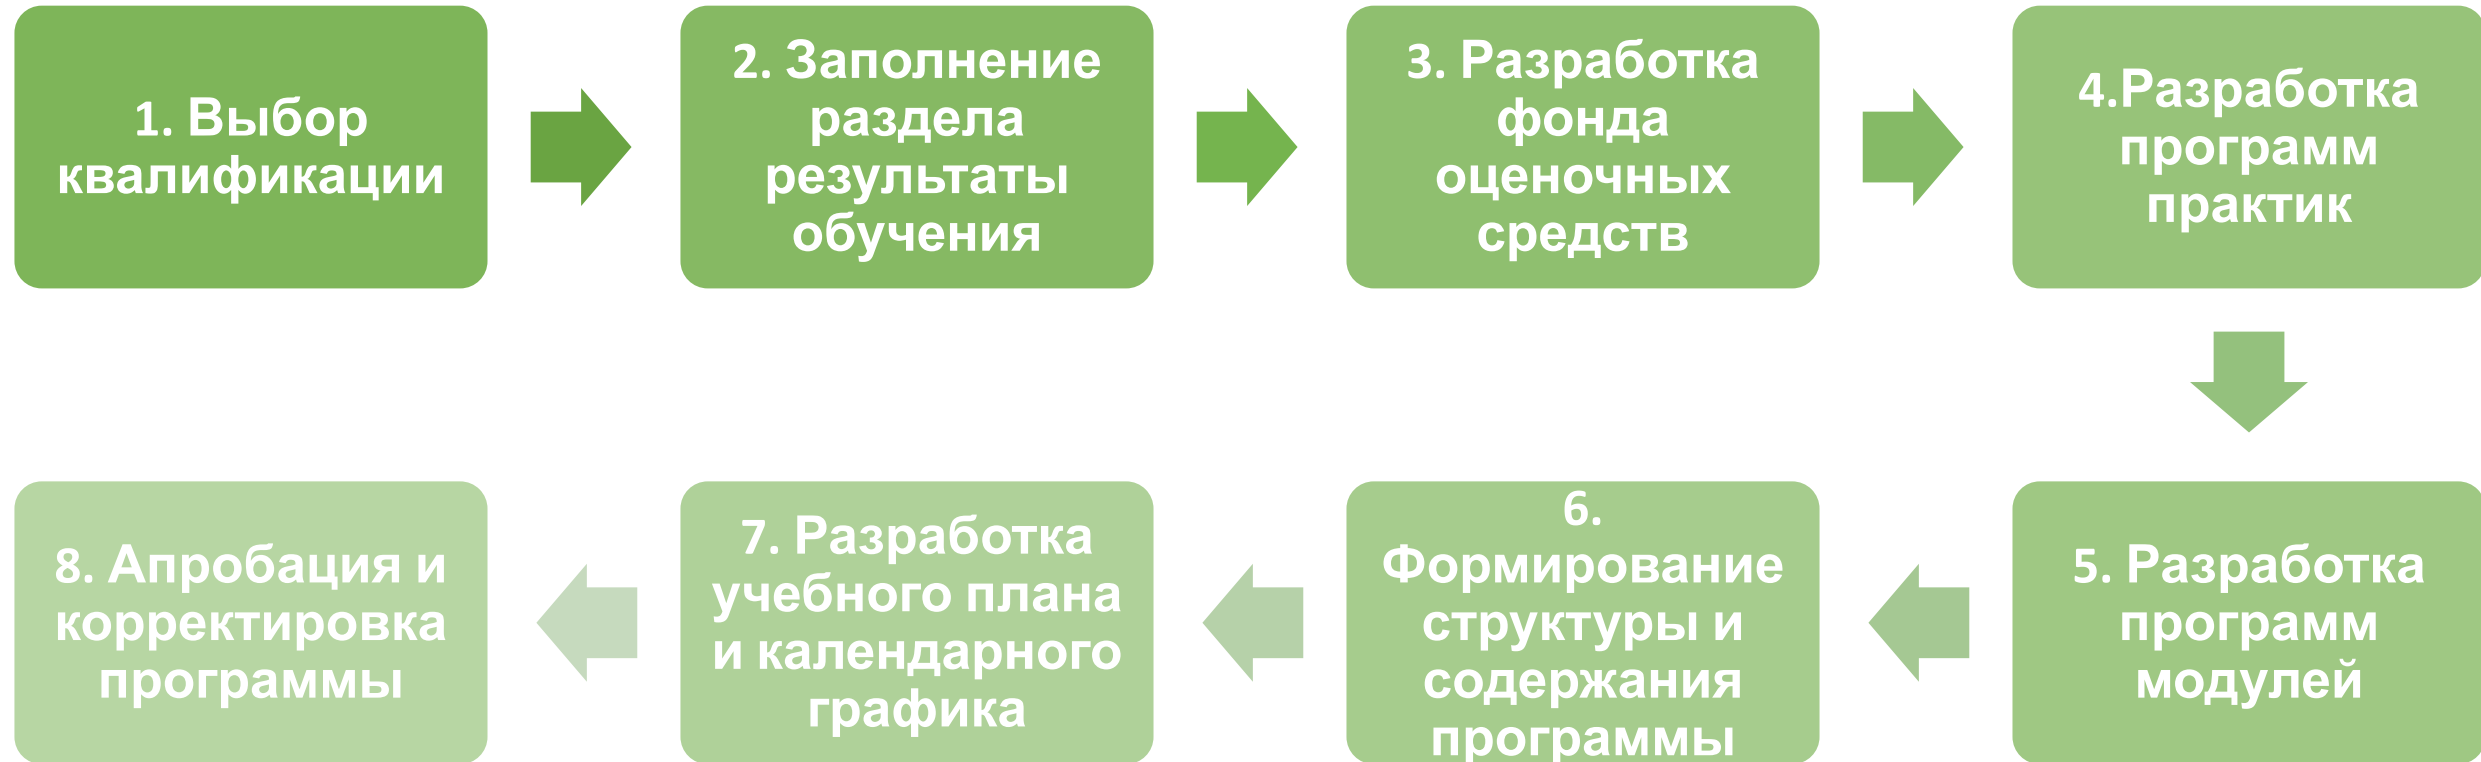 1. Выбор
квалификации
2. Заполнение
раздела
результаты
обучения
3. Разработка
фонда
оценочных
средств
4.Разработка
программ
практик
5. Разработка
программ
модулей
6.
Формирование
структуры и
содержания
программы
7. Разработка
учебного плана
и календарного
графика
8. Апробация и
корректировка
программы